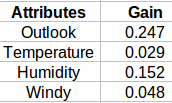 Attributes Gain
Outlook 0.247
Temperature 0.029
Humidity 0.152
Windy 0.048